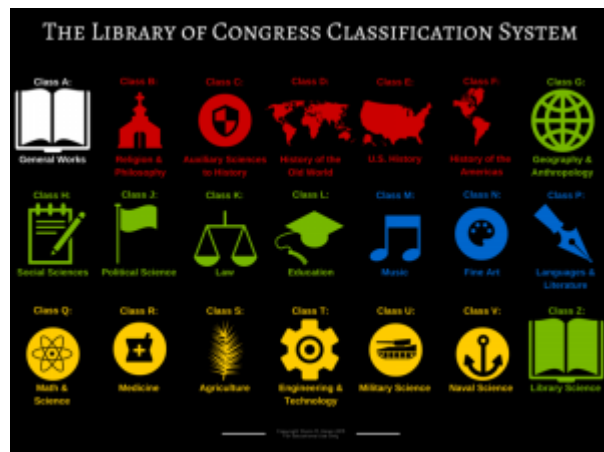 THE LIBRARY OF CONGRESS CLASSIFICATION SYSTEM
Class A:
General Works
Class B:
Religion &
Philosophy
Class C:
Auxiliary Sciences
to History
Class D:
History of the
Old World
Class E:
U.S. History
Class F:
History of the
Americas
Class G:
Geography &
Anthropology
Class H:
Social Sciences
Class J:
Political Science
Class K:
Law
Class L:
Education
Class M:
Music
Class N:
Fine Art
Class P:
Languages &
Literature
Class Q:
Math &
Science
Class R:
Medicine
Class S:
Agriculture
Class T:
Engineering &
Technology
Class U:
Military Science
Class V:
Naval Science
Class Z:
Library Science